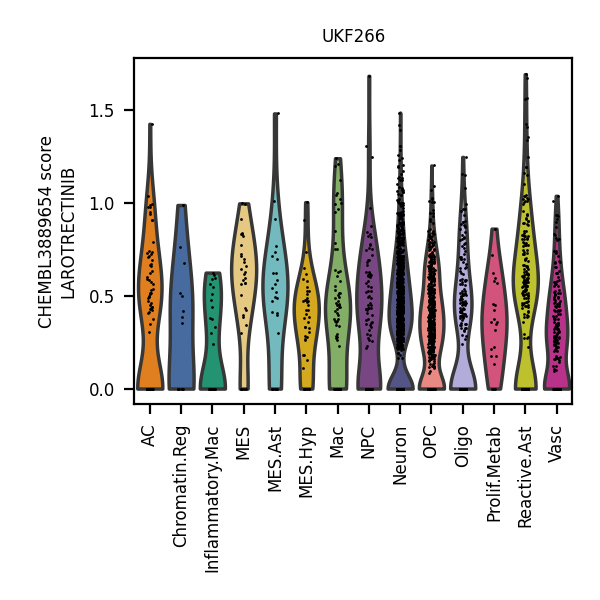 UKF266
CHEMBL3889654 score
LAROTRECTINIB
1.5
1.0
0.5
0.0
AC
Chromatin.Reg
Inflammatory.Mac
MES
MES.Ast
MES.Hyp
Mac
NPC
Neuron
OPC
Oligo
Prolif.Metab
Reactive.Ast
Vasc